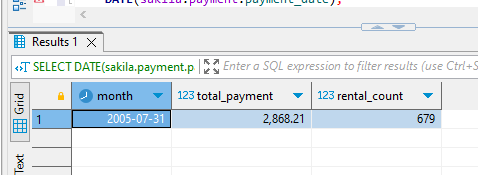 DATE(sakila.payment.payment_date);
Results 1
SELECT DATE(sakila.payment.p Enter a SQL expression to filter results (use Ctrl+S
Grid
month 123 total_payment 123 rental_count
1 2005-07-31 2,868.21 679
Text